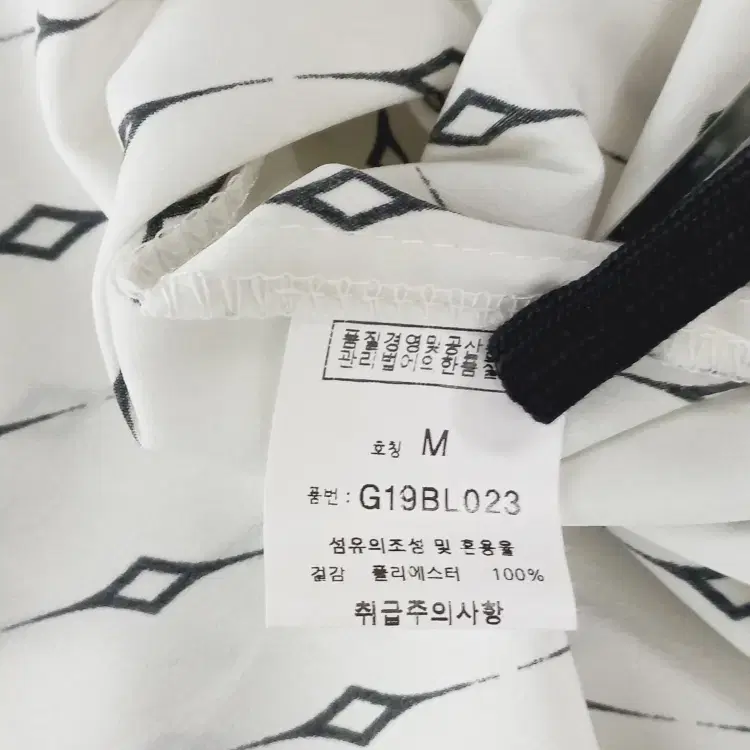 품질경영및공산
관리법에의한품질
호칭 M
품번 : G19BL023
섬유의조성 및 혼용율
겉감 폴리에스터 100%
취급주의사항